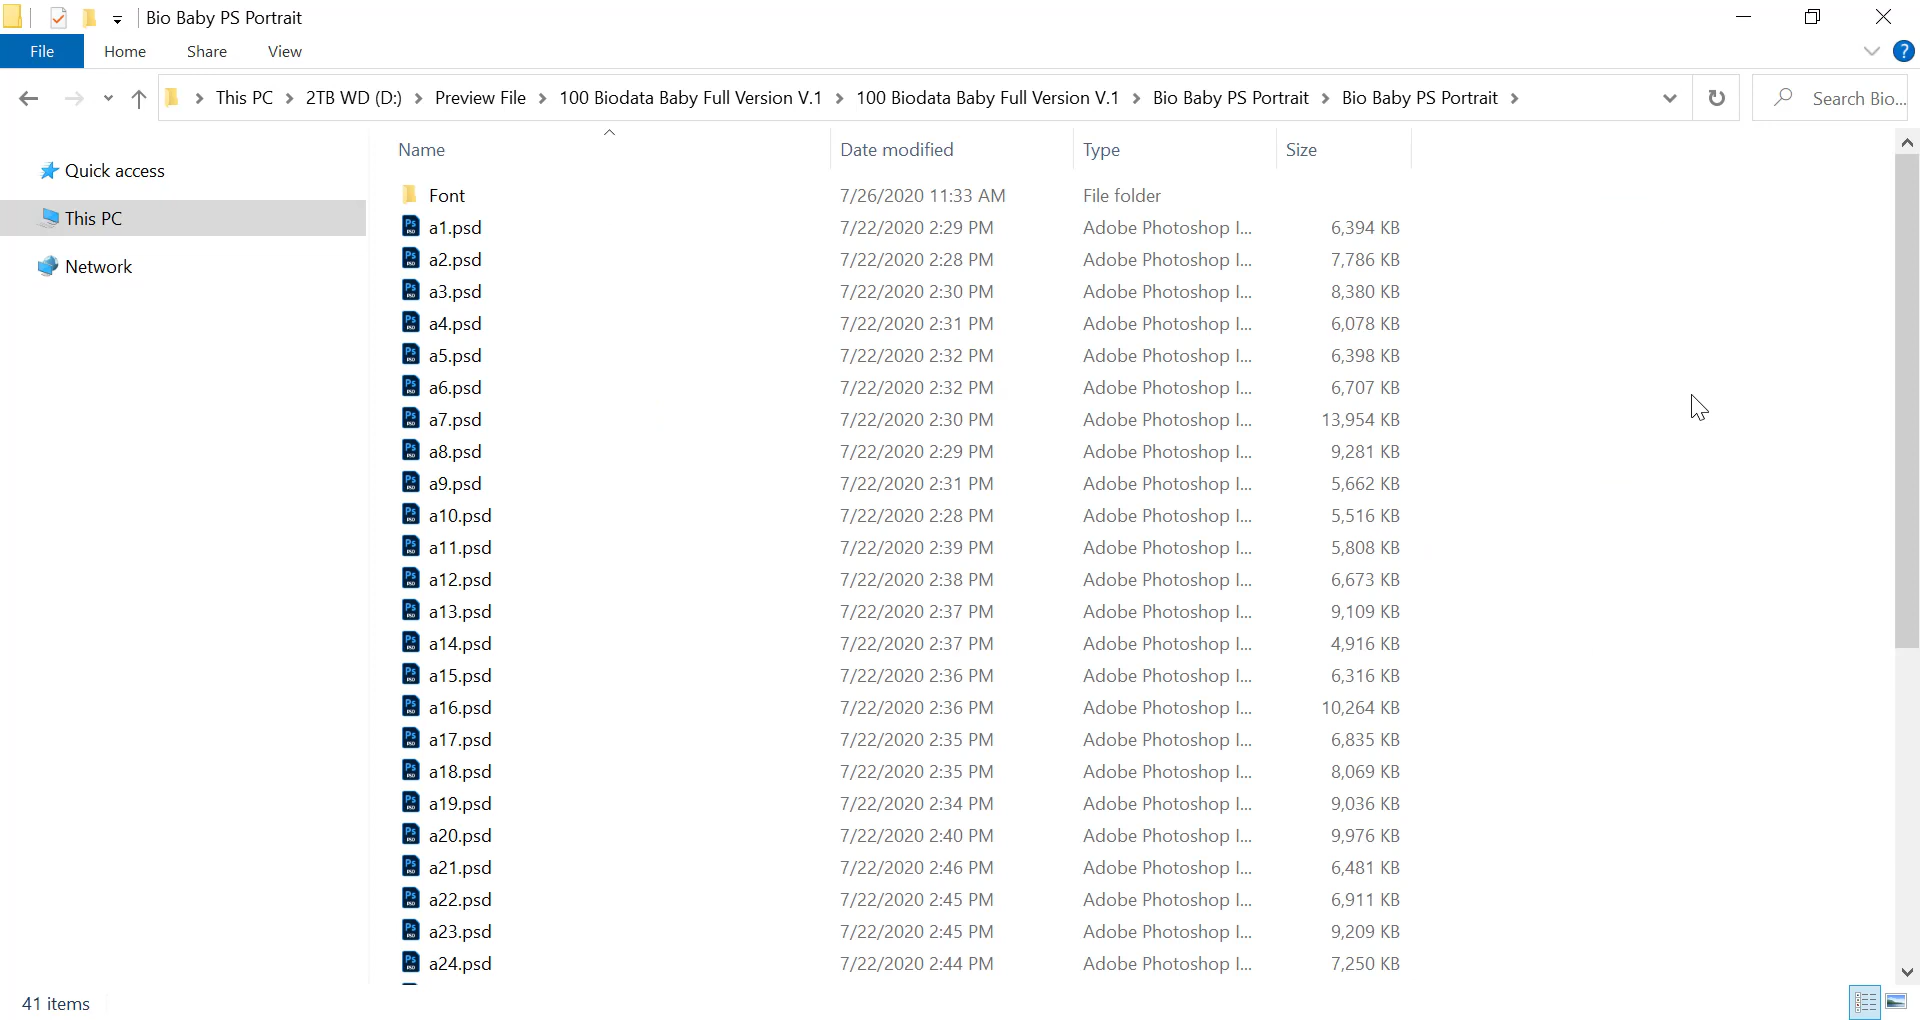 Bio Baby PS Portrait
File Home Share View
This PC > 2TB WD (D:) > Preview File > 100 Biodata Baby Full Version V.1 > 100 Biodata Baby Full Version V.1 > Bio Baby PS Portrait > Bio Baby PS Portrait >
Search Bio...
Quick access
This PC
Network
Name Date modified Type Size
Font 7/26/2020 11:33 AM File folder
a1.psd 7/22/2020 2:29 PM Adobe Photoshop I... 6,394 KB
a2.psd 7/22/2020 2:28 PM Adobe Photoshop I... 7,786 KB
a3.psd 7/22/2020 2:30 PM Adobe Photoshop I... 8,380 KB
a4.psd 7/22/2020 2:31 PM Adobe Photoshop I... 6,078 KB
a5.psd 7/22/2020 2:32 PM Adobe Photoshop I... 6,398 KB
a6.psd 7/22/2020 2:32 PM Adobe Photoshop I... 6,707 KB
a7.psd 7/22/2020 2:30 PM Adobe Photoshop I... 13,954 KB
a8.psd 7/22/2020 2:29 PM Adobe Photoshop I... 9,281 KB
a9.psd 7/22/2020 2:31 PM Adobe Photoshop I... 5,662 KB
a10.psd 7/22/2020 2:28 PM Adobe Photoshop I... 5,516 KB
a11.psd 7/22/2020 2:39 PM Adobe Photoshop I... 5,808 KB
a12.psd 7/22/2020 2:38 PM Adobe Photoshop I... 6,673 KB
a13.psd 7/22/2020 2:37 PM Adobe Photoshop I... 9,109 KB
a14.psd 7/22/2020 2:37 PM Adobe Photoshop I... 4,916 KB
a15.psd 7/22/2020 2:36 PM Adobe Photoshop I... 6,316 KB
a16.psd 7/22/2020 2:36 PM Adobe Photoshop I... 10,264 KB
a17.psd 7/22/2020 2:35 PM Adobe Photoshop I... 6,835 KB
a18.psd 7/22/2020 2:35 PM Adobe Photoshop I... 8,069 KB
a19.psd 7/22/2020 2:34 PM Adobe Photoshop I... 9,036 KB
a20.psd 7/22/2020 2:40 PM Adobe Photoshop I... 9,976 KB
a21.psd 7/22/2020 2:46 PM Adobe Photoshop I... 6,481 KB
a22.psd 7/22/2020 2:45 PM Adobe Photoshop I... 6,911 KB
a23.psd 7/22/2020 2:45 PM Adobe Photoshop I... 9,209 KB
a24.psd 7/22/2020 2:44 PM Adobe Photoshop I... 7,250 KB
41 items